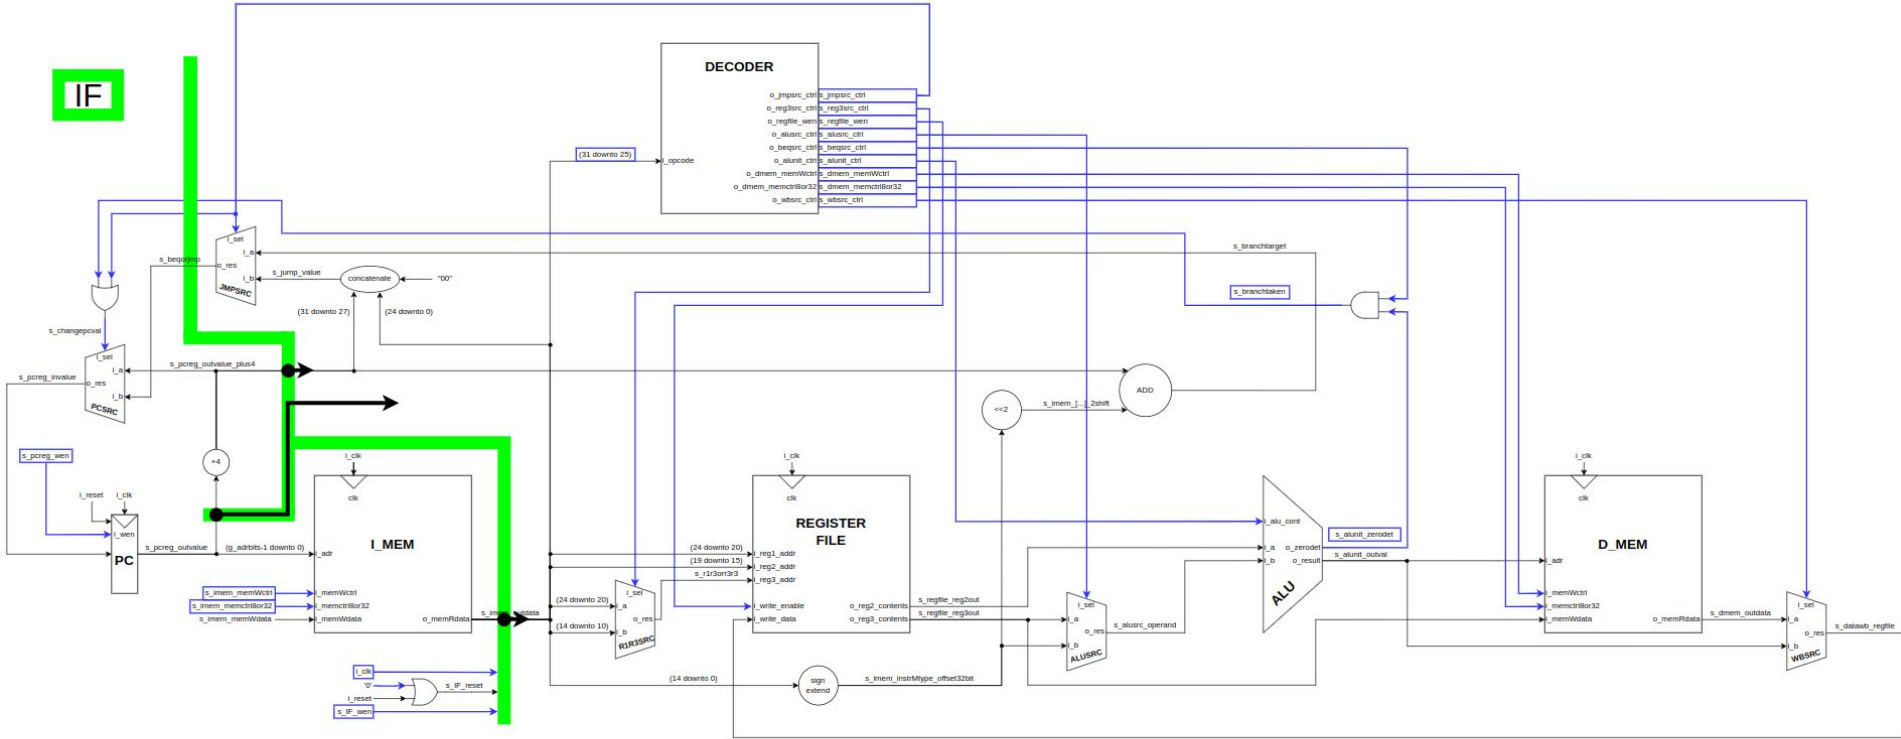 IF
DECODER
o_jmpsrc_ctrl s_jmpsrc_ctrl
o_reg3src_ctrl s_reg3src_ctrl
o_regfile_wen s_regfile_wen
o_alusrc_ctrl s_alusrc_ctrl
o_beqsrc_ctrl s_beqsrc_ctrl
o_alunit_ctrl s_alunit_ctrl
o_dmem_memWctrl s_dmem_memWctrl
o_dmem_memctrl8or32 s_dmem_memctrl8or32
o_wbsrc_ctrl s_wbsrc_ctrl
(31 downto 25)
i_opcode
i_sel
i_a
o_res
i_b
JMPSRC
s_beqorjmp
s_jump_value
concatenate
"00"
(31 downto 27)
(24 downto 0)
s_branchtarget
s_branchtaken
s_changepcval
i_sel
i_a
o_res
i_b
PCSRC
s_pcreg_invalue
s_pcreg_outvalue_plus4
ADD
<<2
s_imem_[...]_2shift
s_pcreg_wen
+4
i_reset
i_clk
i_wen
PC
s_pcreg_outvalue
(g_adrbits-1 downto 0)
i_clk
clk
I_MEM
i_adr
s_imem_memWctrl
i_memWctrl
s_imem_memctrl8or32
i_memctrl8or32
s_imem_memWdata
i_memWdata
o_memRdata
s_imem_outdata
i_clk
'0'
i_reset
s_IF_reset
s_IF_wen
(24 downto 20)
(19 downto 15)
s_r1r3orr3r3
(24 downto 20)
(14 downto 10)
i_sel
i_a
o_res
i_b
R1R3SRC
(14 downto 0)
sign
extend
s_imem_instrMtype_offset32bit
i_clk
clk
REGISTER
FILE
i_reg1_addr
i_reg2_addr
i_reg3_addr
i_write_enable
i_write_data
o_reg2_contents
o_reg3_contents
s_regfile_reg2out
s_regfile_reg3out
i_sel
i_a
o_res
i_b
ALUSRC
s_alusrc_operand
i_alu_cont
i_a
i_b
o_zerodet
o_result
ALU
s_alunit_zerodet
s_alunit_outval
i_clk
clk
D_MEM
i_adr
i_memWctrl
i_memctrl8or32
i_memWdata
o_memRdata
s_dmem_outdata
i_sel
i_a
o_res
i_b
WBSRC
s_datawb_regfile